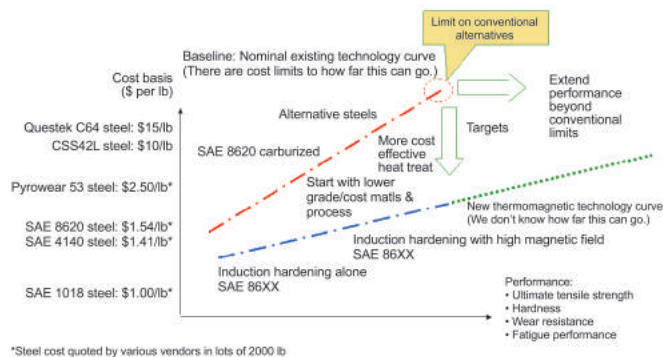 Limit on conventional
alternatives
Baseline: Nominal existing technology curve
(There are cost limits to how far this can go.)
Cost basis
($ per lb)
Extend
performance
beyond
conventional
limits
Alternative steels
Targets
Questek C64 steel: $15/lb
CSS42L steel: $10/lb
More cost
effective
heat treat
SAE 8620 carburized
Pyrowear 53 steel: $2.50/lb*
Start with lower
grade/cost matls &
process
New thermomagnetic technology curve
(We don't know how far this can go.)
SAE 8620 steel: $1.54/lb*
SAE 4140 steel: $1.41/lb*
Induction hardening with high magnetic field
SAE 86XX
Induction hardening alone
SAE 86XX
SAE 1018 steel: $1.00/lb*
Performance:
• Ultimate tensile strength
• Hardness
• Wear resistance
• Fatigue performance
*Steel cost quoted by various vendors in lots of 2000 lb